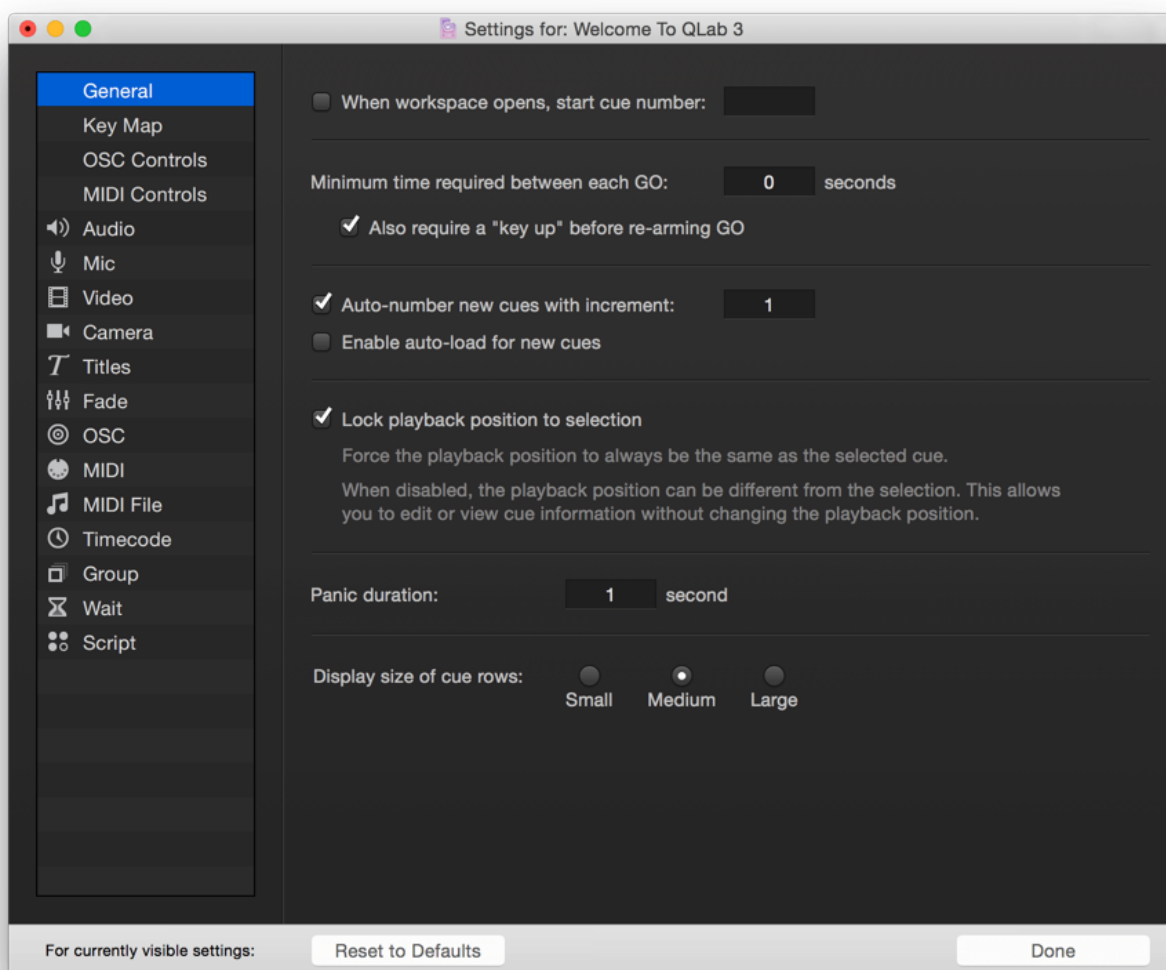 Settings for: Welcome To QLab 3
General
Key Map
OSC Controls
MIDI Controls
Audio
Mic
Video
Camera
Titles
Fade
OSC
MIDI
MIDI File
Timecode
Group
Wait
Script
When workspace opens, start cue number:
Minimum time required between each GO: 0 seconds
Also require a "key up" before re-arming GO
Auto-number new cues with increment: 1
Enable auto-load for new cues
Lock playback position to selection
Force the playback position to always be the same as the selected cue.
When disabled, the playback position can be different from the selection. This allows
you to edit or view cue information without changing the playback position.
Panic duration: 1 second
Display size of cue rows:
Small Medium Large
For currently visible settings: Reset to Defaults Done